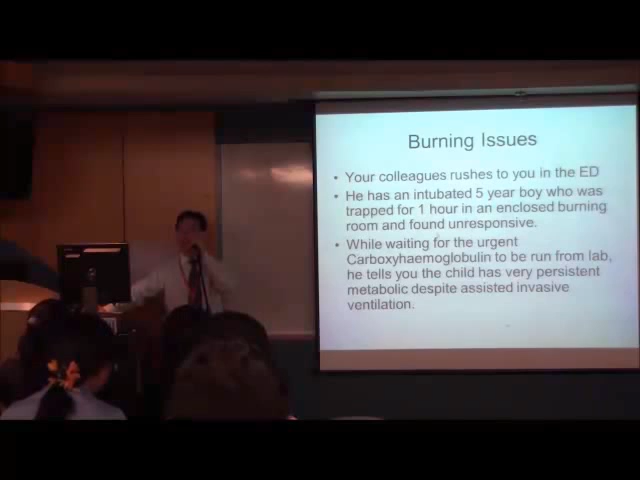 Burning Issues
• Your colleagues rushes to you in the ED
• He has an intubated 5 year boy who was
trapped for 1 hour in an enclosed burning
room and found unresponsive.
• While waiting for the urgent
Carboxyhaemoglobulin to be run from lab,
he tells you the child has very persistent
metabolic despite assisted invasive
ventilation.